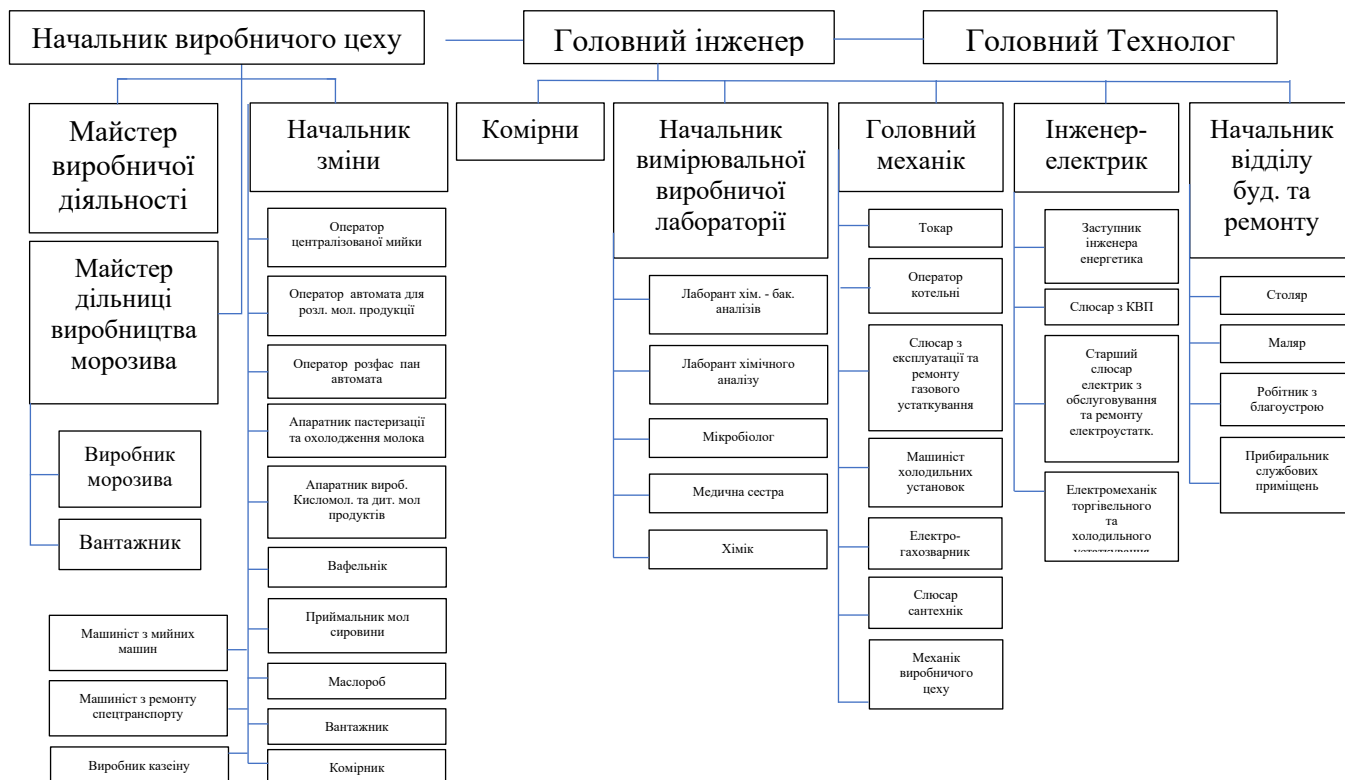 Начальник виробничого цеху
Головний інженер
Головний Технолог
Майстер
виробничої
діяльності
Майстер
дільниці
виробництва
морозива
Виробник
морозива
Вантажник
Машиніст з мийних
машин
Машиніст з ремонту
спецтранспорту
Виробник казеіну
Начальник
зміни
Оператор
централізованої мийки
Оператор автомата для
розл. мол. продукції
Оператор розфас пан
автомата
Апаратник пастеризації
та охолодження молока
Апаратник вироб.
Кисломол. та дит. мол
продуктів
Вафельнік
Приймальник мол
сировини
Маслороб
Вантажник
Комірник
Комірни
Начальник
вимірювальної
виробничої
лабораторії
Лаборант хім. - бак.
аналізів
Лаборант хімічного
аналізу
Мікробіолог
Медична сестра
Хімік
Головний
механік
Токар
Оператор
котельні
Слюсар з
експлуатації та
ремонту
газового
устаткування
Машиніст
холодильних
установок
Електро-
гахозварник
Слюсар
сантехнік
Механік
виробничого
цеху
Інженер-
електрик
Заступник
інженера
енергетика
Слюсар з КВП
Старший
слюсар
електрик з
обслуговування
та ремонту
електроустатк.
Електромеханік
торгівельного
та
холодильного
устаткування
Начальник
відділу
буд. та
ремонту
Столяр
Маляр
Робітник з
благоустрою
Прибиральник
службових
приміщень